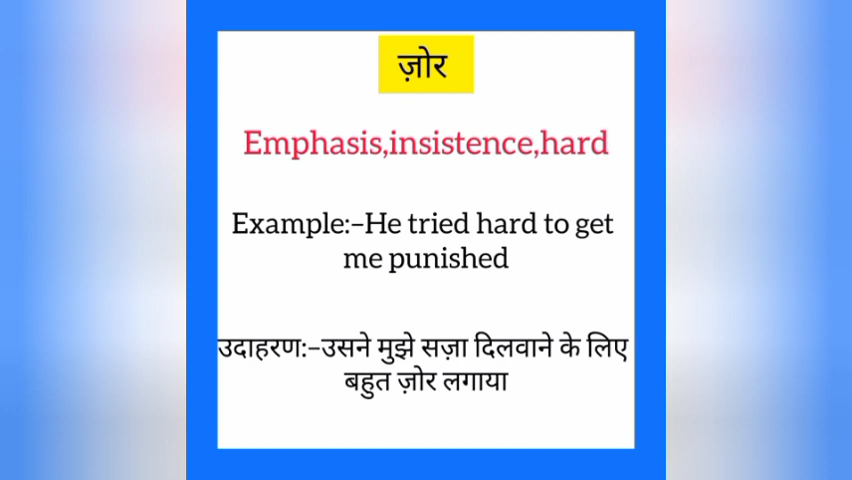 ज़ोर
Emphasis,insistence,hard
Example:–He tried hard to get
me punished
उदाहरण:–उसने मुझे सज़ा दिलवाने के लिए
बहुत ज़ोर लगाया